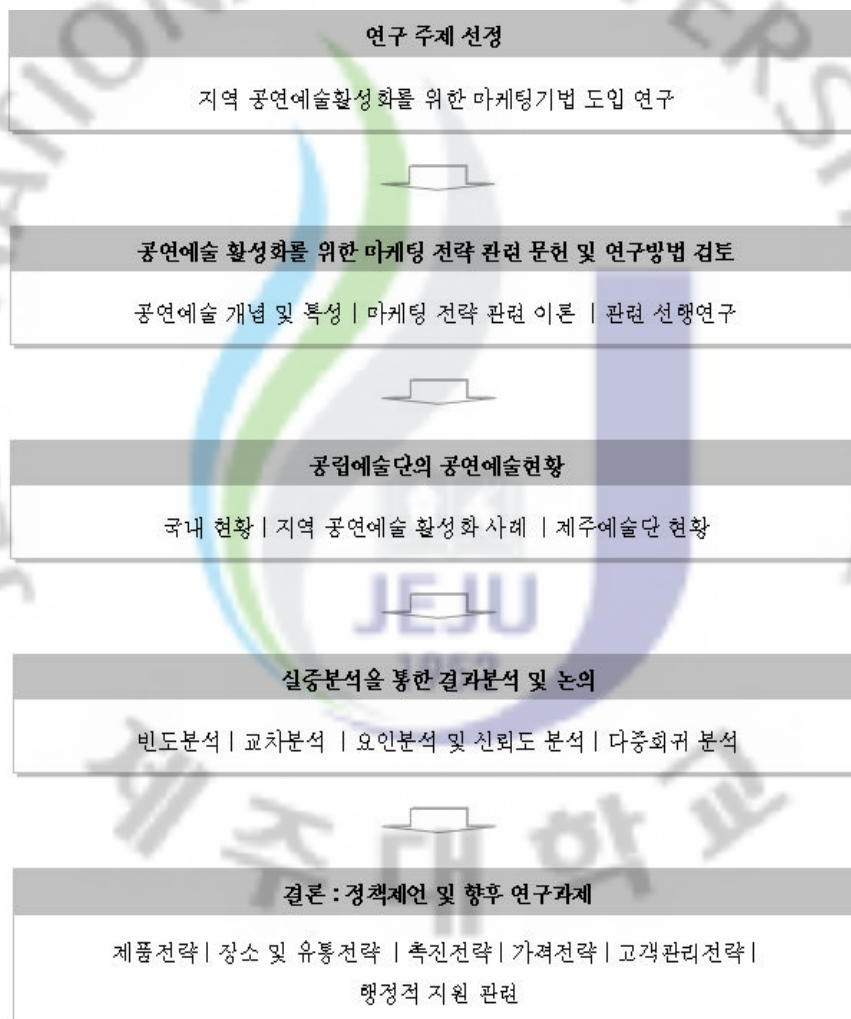 연구 주제 선정
지역 공연예술활성화를 위한 마케팅기법 도입 연구
공연예술 활성화를 위한 마케팅 전략 관련 문헌 및 연구방법 검토
공연예술 개념 및 특성 | 마케팅 전략 관련 이론 | 관련 선행연구
공립예술단의 공연예술현황
국내 현황 | 지역 공연예술 활성화 사례 | 제주예술단 현황
JEJU
1952
실증분석을 통한 결과분석 및 논의
빈도분석 | 교차분석 | 요인분석 및 신뢰도 분석 | 다중회귀 분석
제주대학교
결론 : 정책제언 및 향후 연구과제
제품전략 | 장소 및 유통전략 | 촉진전략 | 가격전략 | 고객관리전략 |
행정적 지원 관련